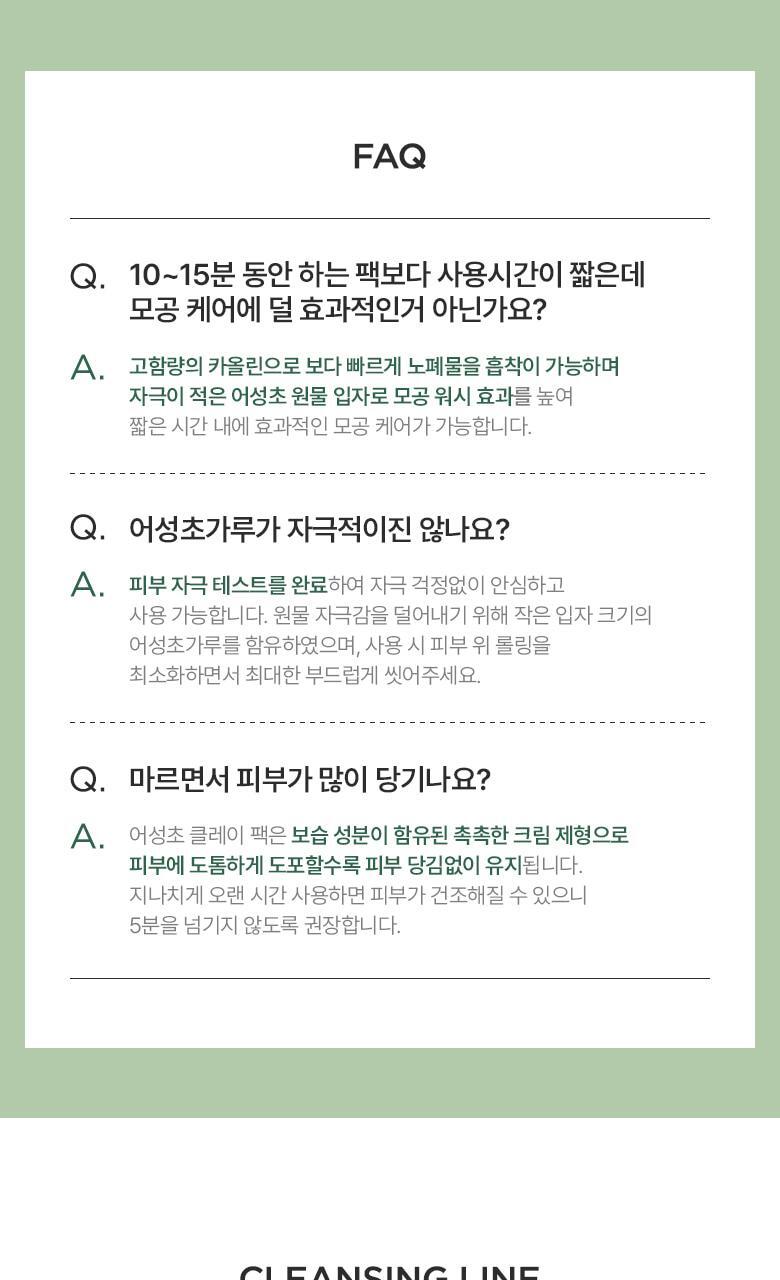 FAQ
Q. 10~15분 동안 하는 팩보다 사용시간이 짧은데
모공 케어에 덜 효과적인거 아닌가요?
A. 고함량의 카올린으로 보다 빠르게 노폐물을 흡착이 가능하며
자극이 적은 어성초 원물 입자로 모공 워시 효과를 높여
짧은 시간 내에 효과적인 모공 케어가 가능합니다.
Q. 어성초가루가 자극적이진 않나요?
A. 피부 자극 테스트를 완료하여 자극 걱정없이 안심하고
사용 가능합니다. 원물 자극감을 덜어내기 위해 작은 입자 크기의
어성초가루를 함유하였으며, 사용 시 피부 위 롤링을
최소화하면서 최대한 부드럽게 씻어주세요.
Q. 마르면서 피부가 많이 당기나요?
A. 어성초 클레이 팩은 보습 성분이 함유된 촉촉한 크림 제형으로
피부에 도톰하게 도포할수록 피부 당김없이 유지됩니다.
지나치게 오랜 시간 사용하면 피부가 건조해질 수 있으니
5분을 넘기지 않도록 권장합니다.
CLEANSING LINE